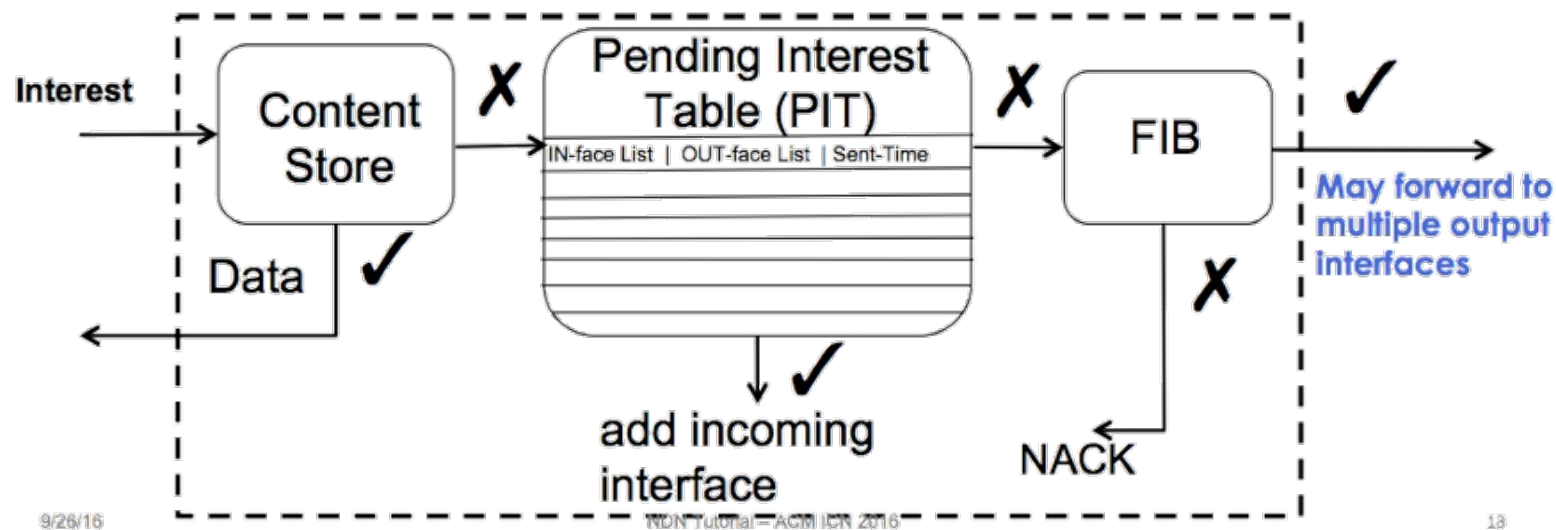 Interest
Content
Store
✗
Pending Interest
Table (PIT)
IN-face List | OUT-face List | Sent-Time
✗
FIB
✓
May forward to
multiple output
interfaces
Data
✓
✓
add incoming
interface
✗
NACK
9/26/16
NDN Tutorial – ACM ICN 2016
13